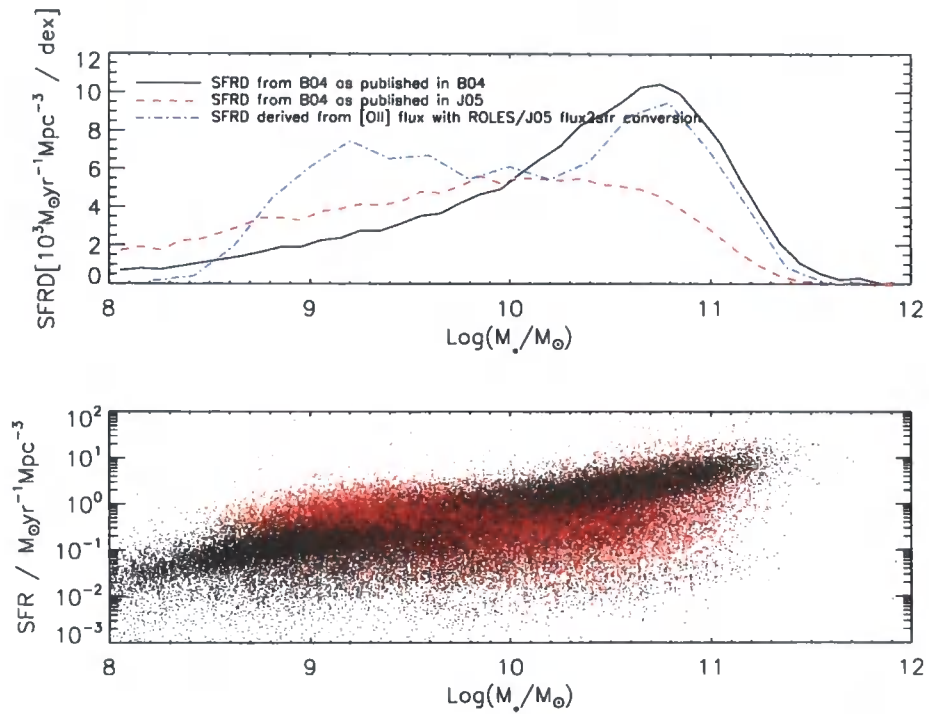 SFRD[10³M⊙yr⁻¹Mpc⁻³ / dex]
12
10
8
6
4
2
0
SFRD from B04 as published in B04
SFRD from B04 as published in J05
SFRD derived from [OII] flux with ROLES/J05 flux2sfr conversion
8 9 10 11 12
Log(M*/M⊙)
SFR / M⊙yr⁻¹Mpc⁻³
10²
10¹
10⁰
10⁻¹
10⁻²
10⁻³
8 9 10 11 12
Log(M*/M⊙)